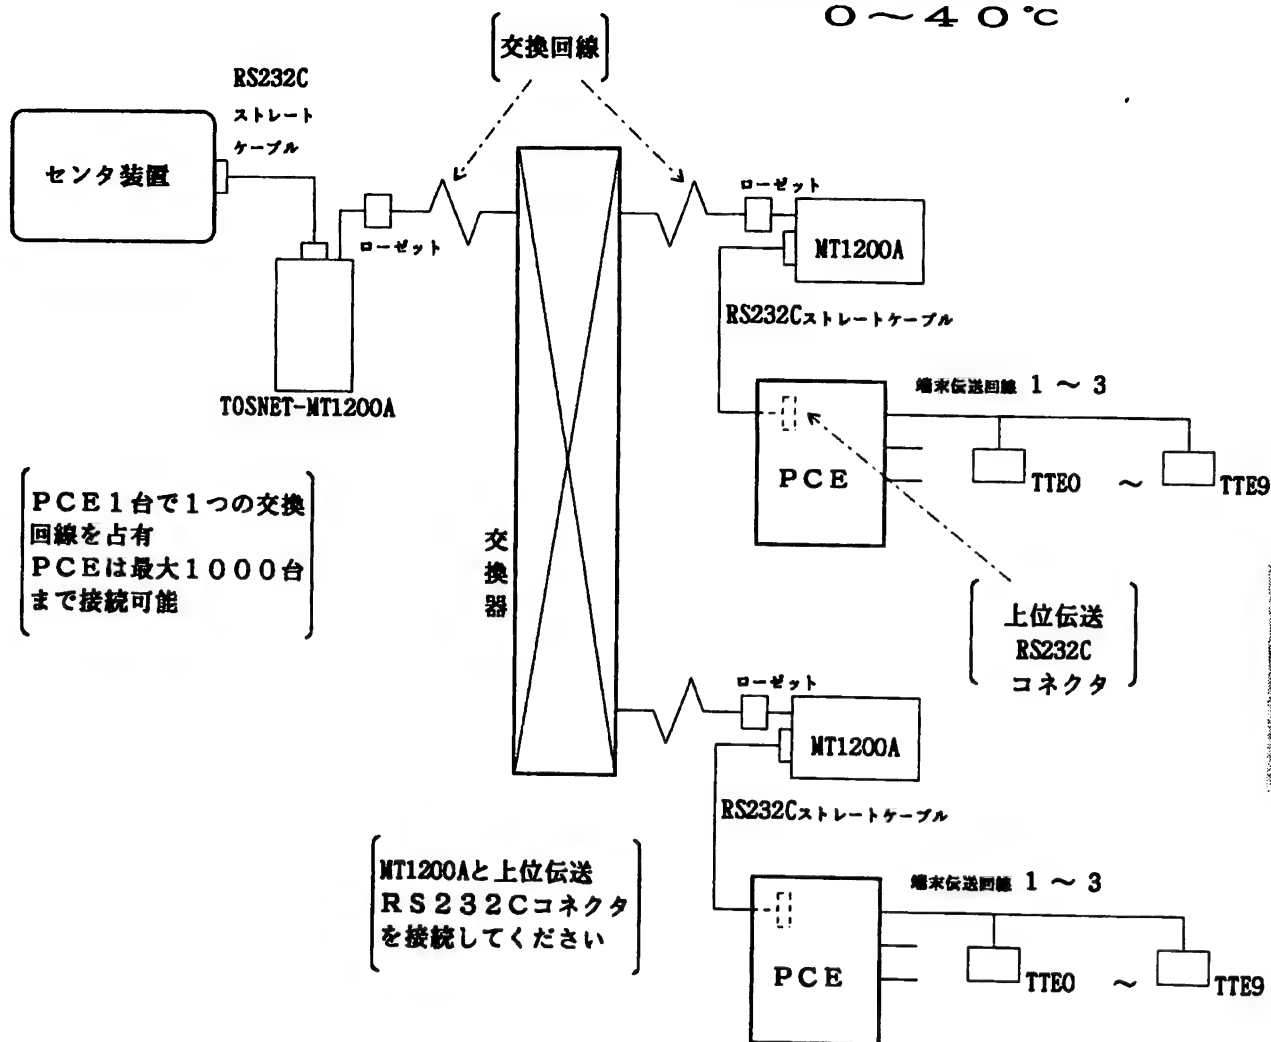 0～40℃
交換回線
RS232C
ストレート
ケーブル
センタ装置
ローゼット
ローゼット
MT1200A
RS232Cストレートケーブル
TOSNET-MT1200A
端末伝送回線 1 ～ 3
PCE
TTE0 ～ TTE9
PCE1台で1つの交換
回線を占有
PCEは最大1000台
まで接続可能
交
換
器
上位伝送
RS232C
コネクタ
ローゼット
MT1200A
RS232Cストレートケーブル
MT1200Aと上位伝送
RS232Cコネクタ
を接続してください
端末伝送回線 1 ～ 3
PCE
TTE0 ～ TTE9